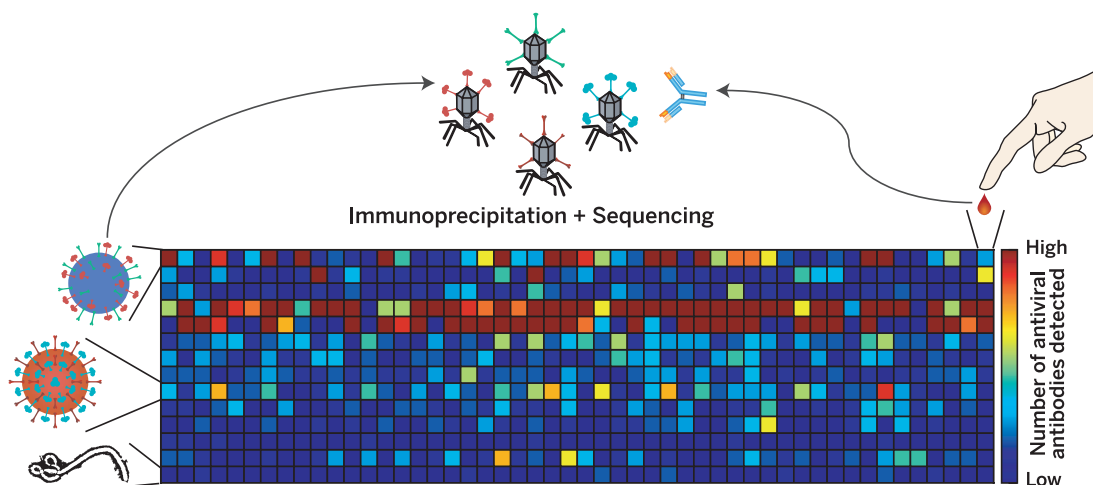 Immunoprecipitation + Sequencing
High
Number of antiviral
antibodies detected
Low